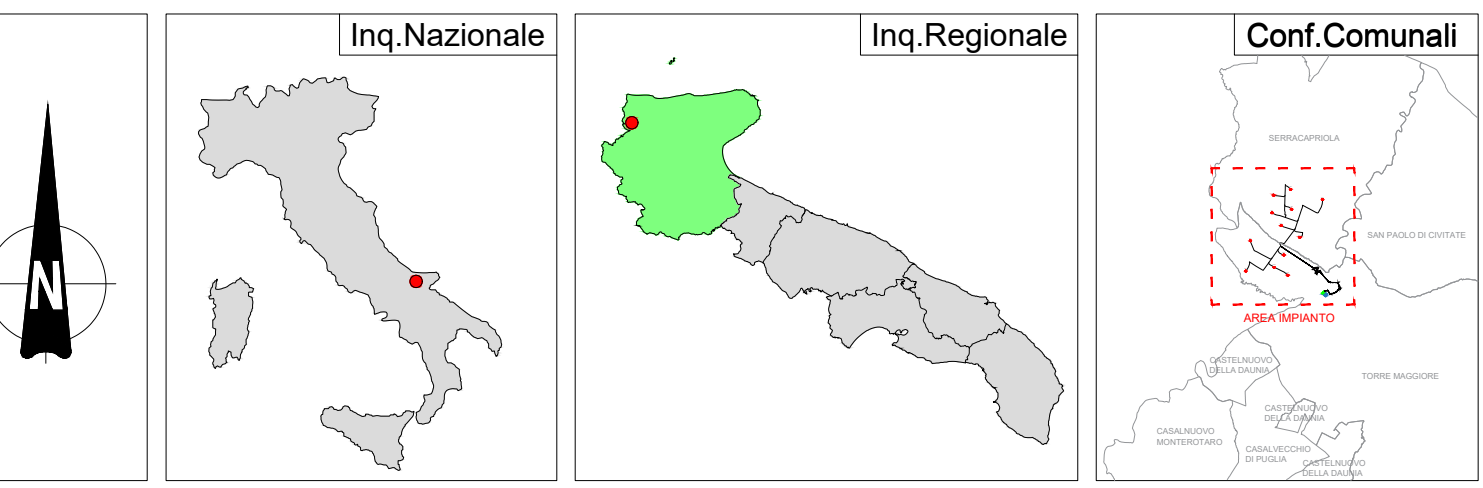 N
Inq.Nazionale
Inq.Regionale
Conf.Comunali
SERRACAPRIOLA
SAN PAOLO DI CIVITATE
AREA IMPIANTO
CASTELNUOVO
DELLA DAUNIA
TORRE MAGGIORE
CASTELNUOVO
DELLA DAUNIA
CASALNUOVO
MONTEROTARO
CASALVECCHIO
DI PUGLIA
CASTELNUOVO
DELLA DAUNIA